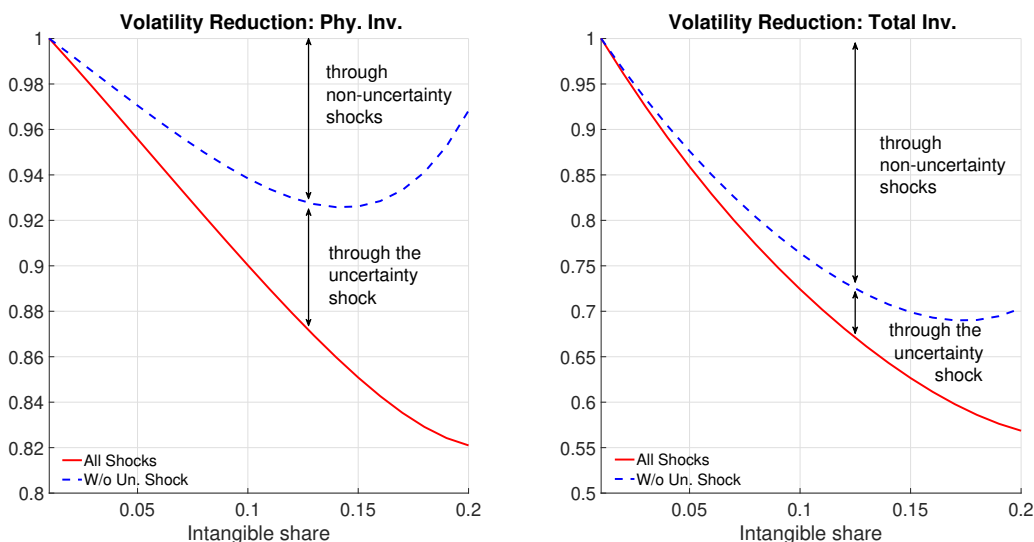 Volatility Reduction: Phy. Inv.
1
0.98
0.96
0.94
0.92
0.9
0.88
0.86
0.84
0.82
0.8
through
non-uncertainty
shocks
through the
uncertainty
shock
All Shocks
W/o Un. Shock
0.05
0.1
0.15
0.2
Intangible share
Volatility Reduction: Total Inv.
1
0.95
0.9
0.85
0.8
0.75
0.7
0.65
0.6
0.55
0.5
through
non-uncertainty
shocks
through the
uncertainty
shock
All Shocks
W/o Un. Shock
0.05
0.1
0.15
0.2
Intangible share